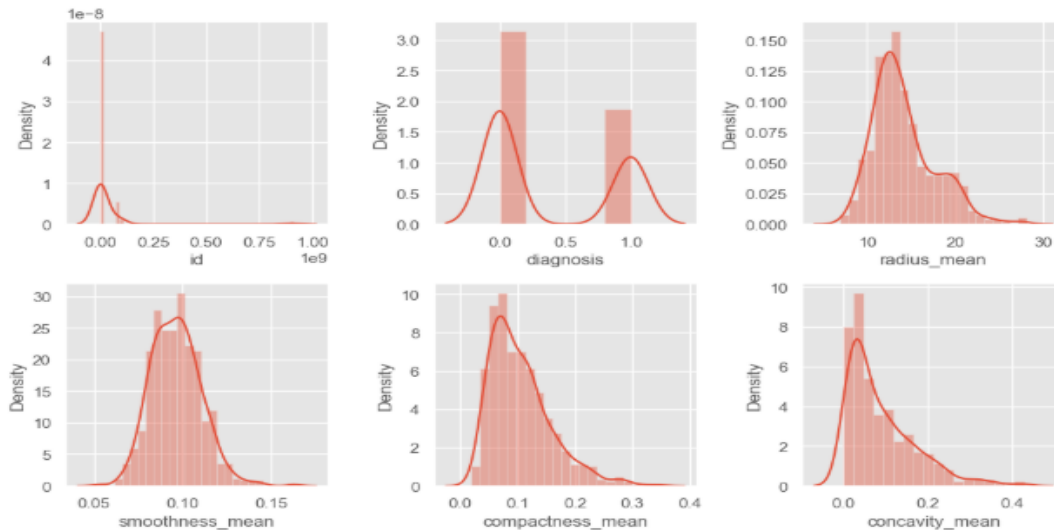 1e−8
4
3
2
1
0
Density
0.00 0.25 0.50 0.75 1.00
1e9
id
3.0
2.5
2.0
1.5
1.0
0.5
0.0
Density
0.0 0.5 1.0
diagnosis
0.150
0.125
0.100
0.075
0.050
0.025
0.000
Density
10 20 30
radius_mean
30
25
20
15
10
5
0
Density
0.05 0.10 0.15
smoothness_mean
10
8
6
4
2
0
Density
0.0 0.1 0.2 0.3 0.4
compactness_mean
10
8
6
4
2
0
Density
0.0 0.2 0.4
concavity_mean